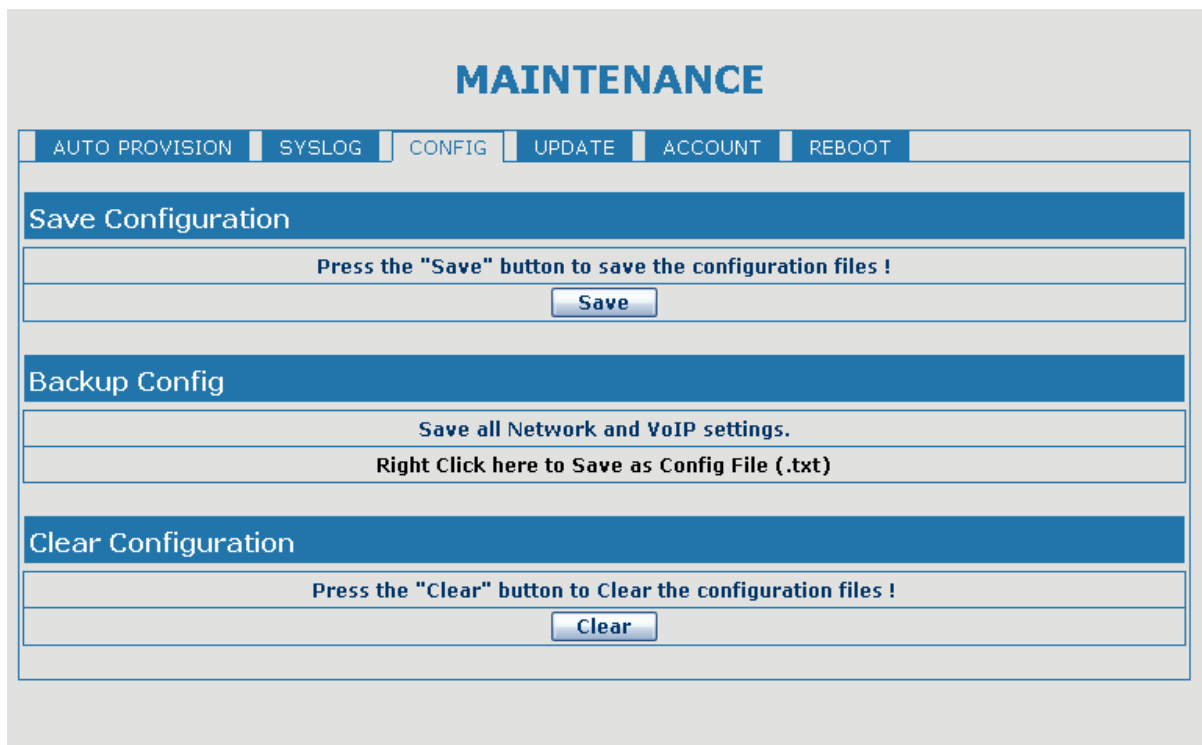 MAINTENANCE
AUTO PROVISION SYSLOG CONFIG UPDATE ACCOUNT REBOOT
Save Configuration
Press the "Save" button to save the configuration files !
Save
Backup Config
Save all Network and VoIP settings.
Right Click here to Save as Config File (.txt)
Clear Configuration
Press the "Clear" button to Clear the configuration files !
Clear